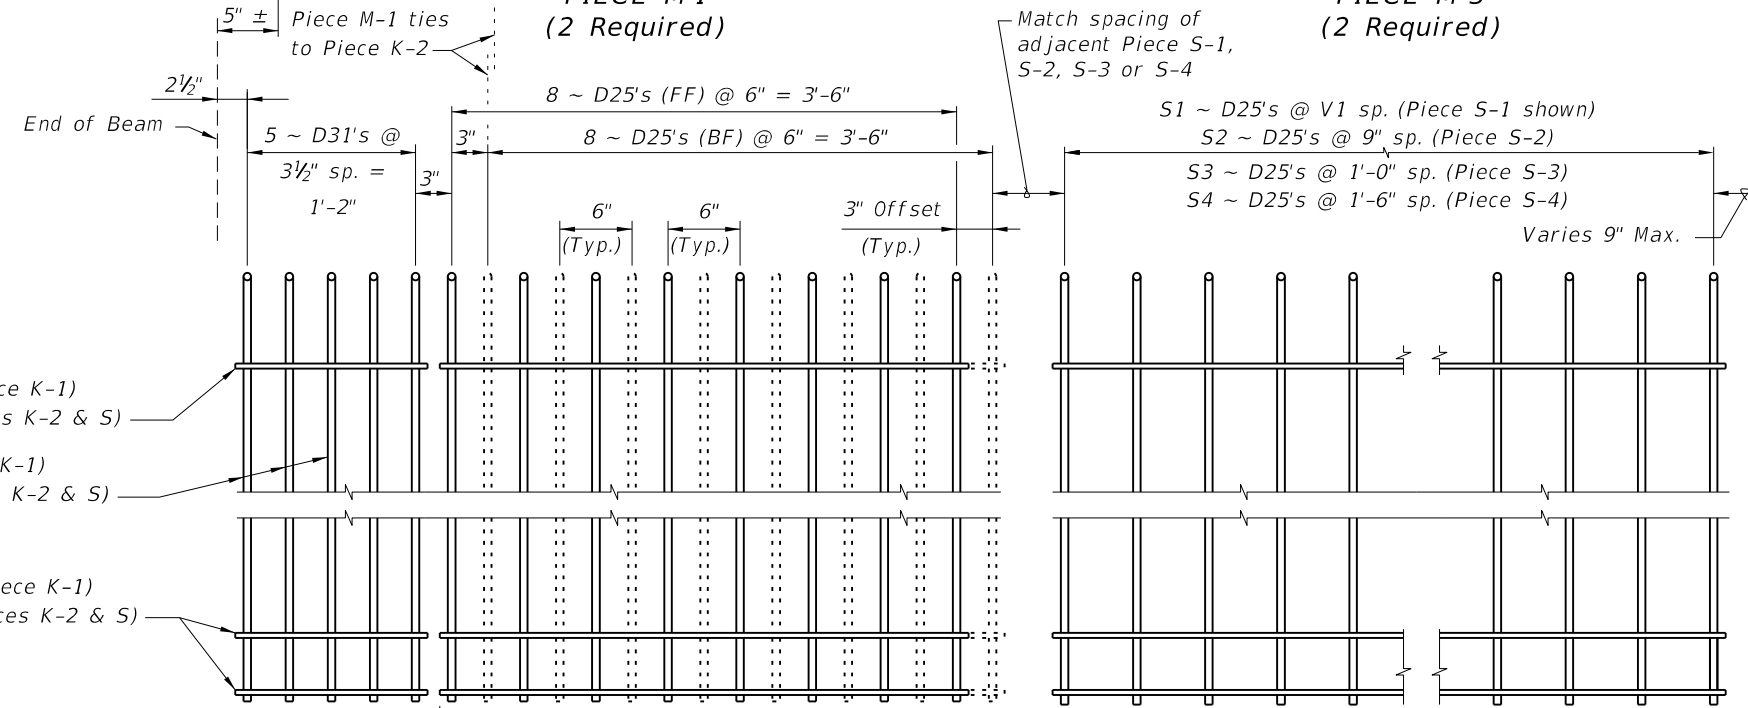 5" ±
Piece M-1 ties
to Piece K-2
(2 Required)
Match spacing of
adjacent Piece S-1,
S-2, S-3 or S-4
(2 Required)
2½"
End of Beam
5 ~ D31's @
3½" sp. =
1'-2"
3"
3"
8 ~ D25's (FF) @ 6" = 3'-6"
8 ~ D25's (BF) @ 6" = 3'-6"
6"
(Typ.)
6"
(Typ.)
3" Offset
(Typ.)
S1 ~ D25's @ V1 sp. (Piece S-1 shown)
S2 ~ D25's @ 9" sp. (Piece S-2)
S3 ~ D25's @ 1'-0" sp. (Piece S-3)
S4 ~ D25's @ 1'-6" sp. (Piece S-4)
Varies 9" Max.
K-1)
K-2 & S)
K-1)
K-2 & S)
K-1)
K-2 & S)